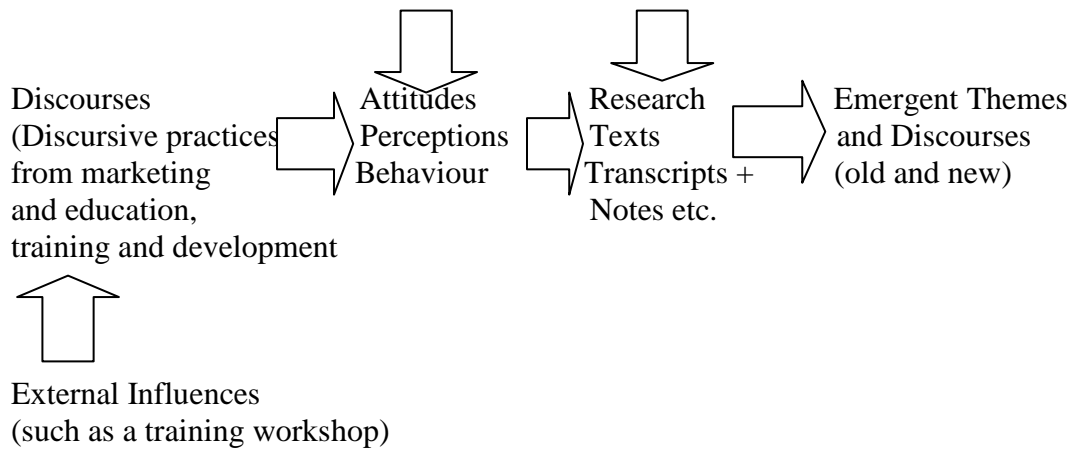 Discourses
(Discursive practices
from marketing
and education,
training and development
Attitudes
Perceptions
Behaviour
Research
Texts
Transcripts +
Notes etc.
Emergent Themes
and Discourses
(old and new)
External Influences
(such as a training workshop)